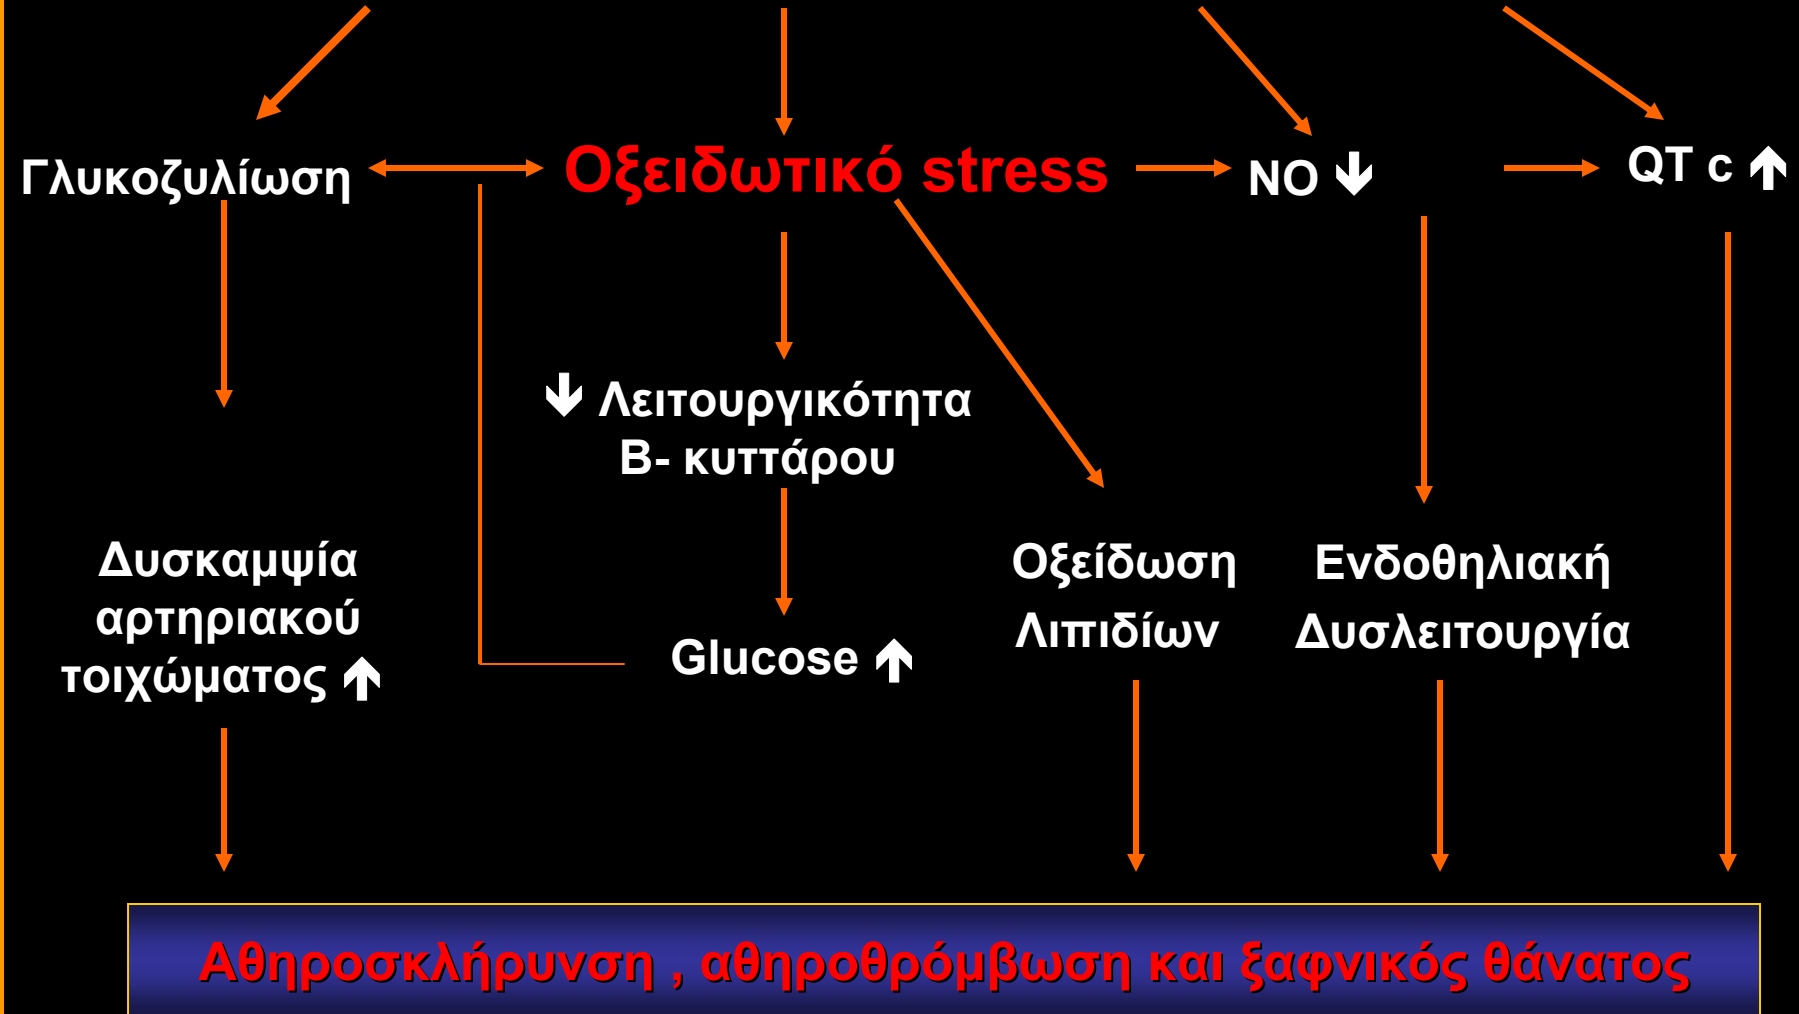 Γλυκοζυλίωση
Οξειδωτικό stress
NO ↓
QT c ↑
↓ Λειτουργικότητα
Β- κυττάρου
Δυσκαμψία
αρτηριακού
τοιχώματος ↑
Glucose ↑
Οξείδωση
Λιπιδίων
Ενδοθηλιακή
Δυσλειτουργία
Αθηροσκλήρυνση , αθηροθρόμβωση και ξαφνικός θάνατος